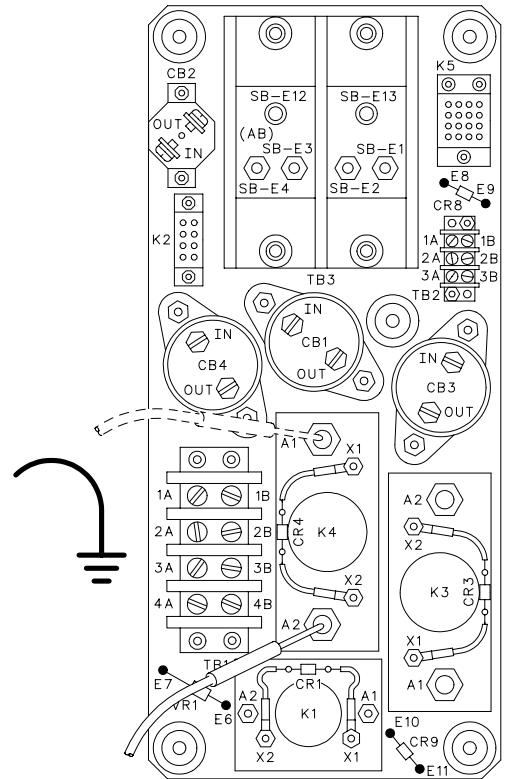 CB2
K5
SB-E12
SB-E13
OUT
(AB)
IN
SB-E3
SB-E1
SB-E4
SB-E2
E8
E9
CR8
K2
1A
1B
2A
2B
3A
3B
TB2
TB3
IN
CB4
OUT
IN
CB1
OUT
IN
CB3
OUT
A1
X1
1A
1B
2A
2B
3A
3B
4A
4B
CR4
K4
X2
A2
A2
X2
K3
CR3
X1
A1
TB1
E7
VR1
E6
CR1
A2
A1
K1
X2
X1
E10
CR9
E11